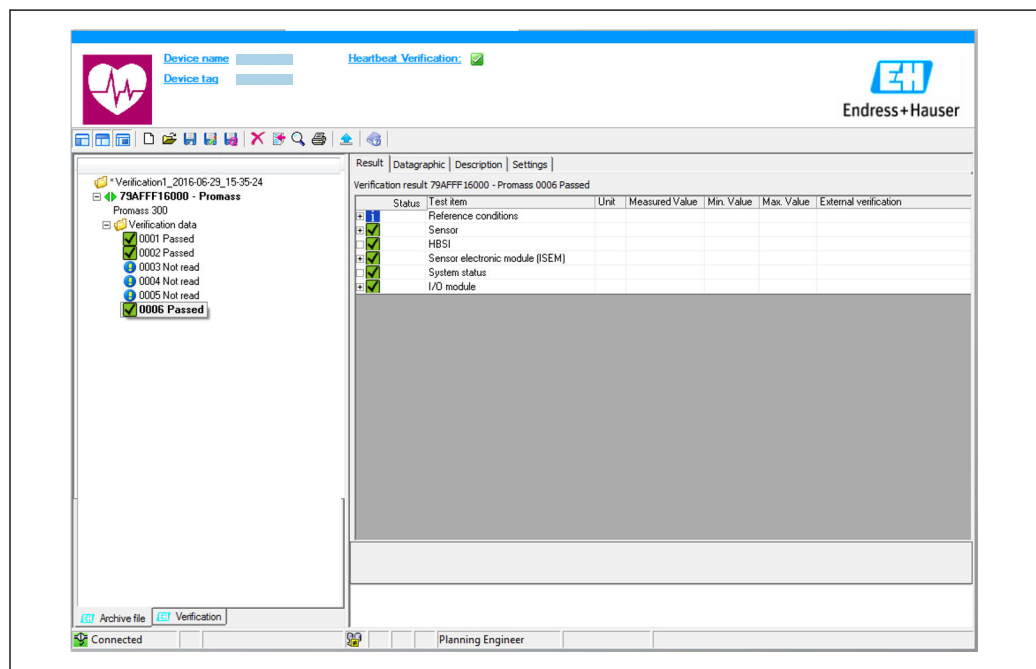 Device name
Heartbeat Verification:
Device tag
EH
Endress+Hauser
* Verification1_2016-06-29_15-35-24
79AFFF16000 - Promass
Promass 300
Verification data
0001 Passed
0002 Passed
0003 Not read
0004 Not read
0005 Not read
0006 Passed
EH Archive file
EH Verification
Result
Datagraphic
Description
Settings
Verification result 79AFFF16000 - Promass 0006 Passed
Status Test item Unit Measured Value Min. Value Max. Value External verification
i Reference conditions
Sensor
HBSI
Sensor electronic module (ISEM)
System status
I/O module
Connected
Planning Engineer